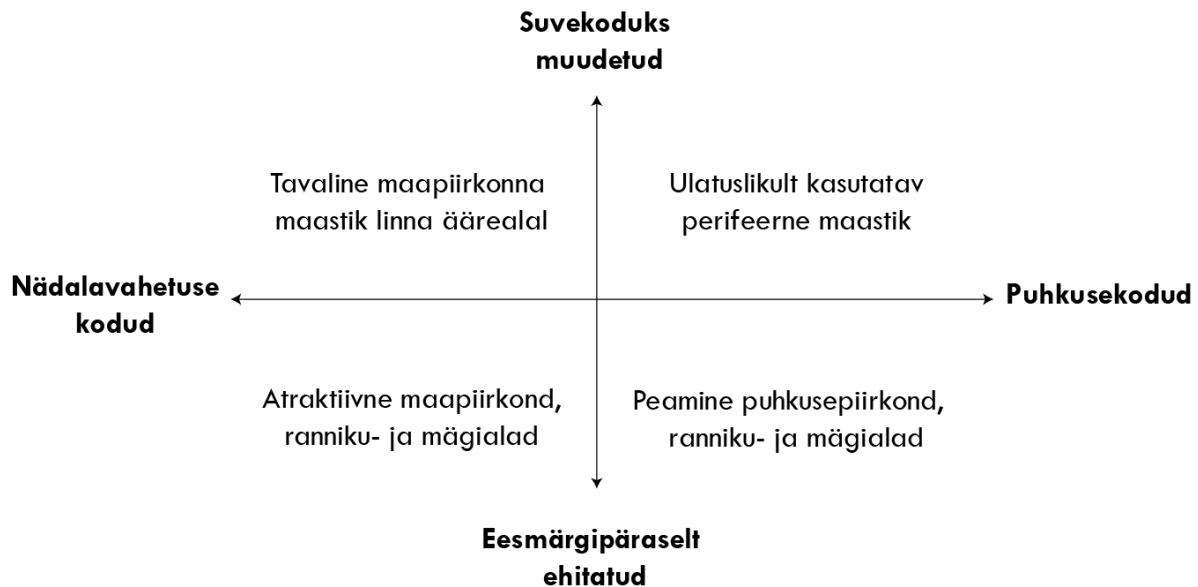 Suvekoduks
muudetud
Tavaline maapiirkonna
maastik linna äärealal
Ulatuslikult kasutatav
perifeerne maastik
Nädalavahetuse
kodud
Puhkusekodud
Atraktiivne maapiirkond,
ranniku- ja mägialad
Peamine puhkusepiirkond,
ranniku- ja mägialad
Eesmärgipäraselt
ehitatud